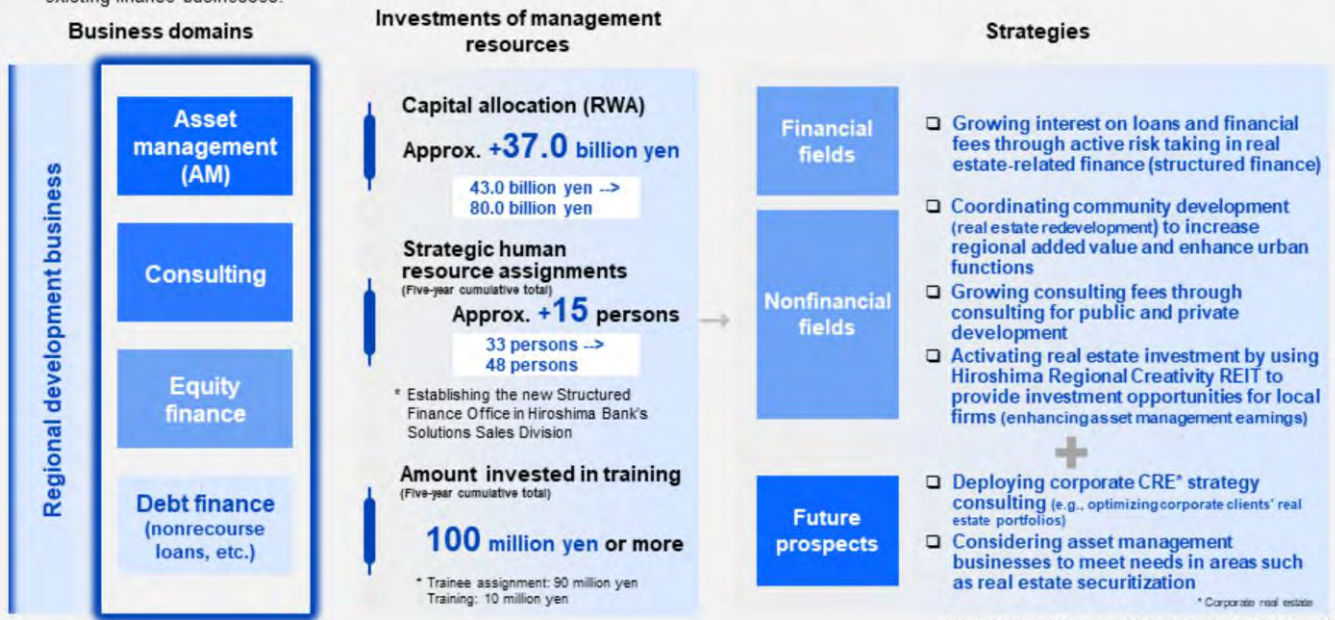 existing finance businesses.
Business domains
Investments of management
resources
Strategies
Regional development business
Asset
management
(AM)
Consulting
Equity
finance
Debt finance
(nonrecourse
loans, etc.)
Capital allocation (RWA)
Approx. +37.0 billion yen
43.0 billion yen -->
80.0 billion yen
Strategic human
resource assignments
(Five-year cumulative total)
Approx. +15 persons
33 persons -->
48 persons
* Establishing the new Structured
Finance Office in Hiroshima Bank's
Solutions Sales Division
Amount invested in training
(Five-year cumulative total)
100 million yen or more
* Trainee assignment: 90 million yen
Training: 10 million yen
→
Financial
fields
❑ Growing interest on loans and financial
fees through active risk taking in real
estate-related finance (structured finance)
Nonfinancial
fields
❑ Coordinating community development
(real estate redevelopment) to increase
regional added value and enhance urban
functions
❑ Growing consulting fees through
consulting for public and private
development
❑ Activating real estate investment by using
Hiroshima Regional Creativity REIT to
provide investment opportunities for local
firms (enhancing asset management earnings)
+
Future
prospects
❑ Deploying corporate CRE* strategy
consulting (e.g., optimizing corporate clients' real
estate portfolios)
❑ Considering asset management
businesses to meet needs in areas such
as real estate securitization
* Corporate real estate